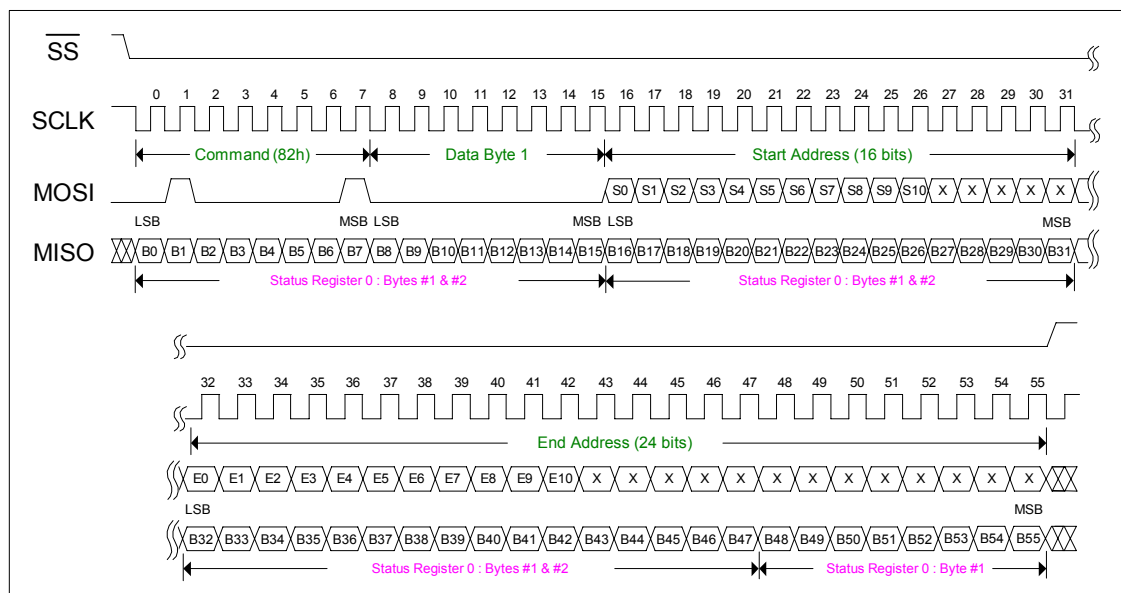 SS
0 1 2 3 4 5 6 7 8 9 10 11 12 13 14 15 16 17 18 19 20 21 22 23 24 25 26 27 28 29 30 31
SCLK
Command (82h) Data Byte 1 Start Address (16 bits)
MOSI S0 S1 S2 S3 S4 S5 S6 S7 S8 S9 S10 X X X X X
LSB MSB LSB MSB LSB MSB
MISO B0 B1 B2 B3 B4 B5 B6 B7 B8 B9 B10 B11 B12 B13 B14 B15 B16 B17 B18 B19 B20 B21 B22 B23 B24 B25 B26 B27 B28 B29 B30 B31
Status Register 0 : Bytes #1 & #2 Status Register 0 : Bytes #1 & #2
32 33 34 35 36 37 38 39 40 41 42 43 44 45 46 47 48 49 50 51 52 53 54 55
End Address (24 bits)
E0 E1 E2 E3 E4 E5 E6 E7 E8 E9 E10 X X X X X X X X X X X X X
LSB MSB
B32 B33 B34 B35 B36 B37 B38 B39 B40 B41 B42 B43 B44 B45 B46 B47 B48 B49 B50 B51 B52 B53 B54 B55
Status Register 0 : Bytes #1 & #2 Status Register 0 : Byte #1